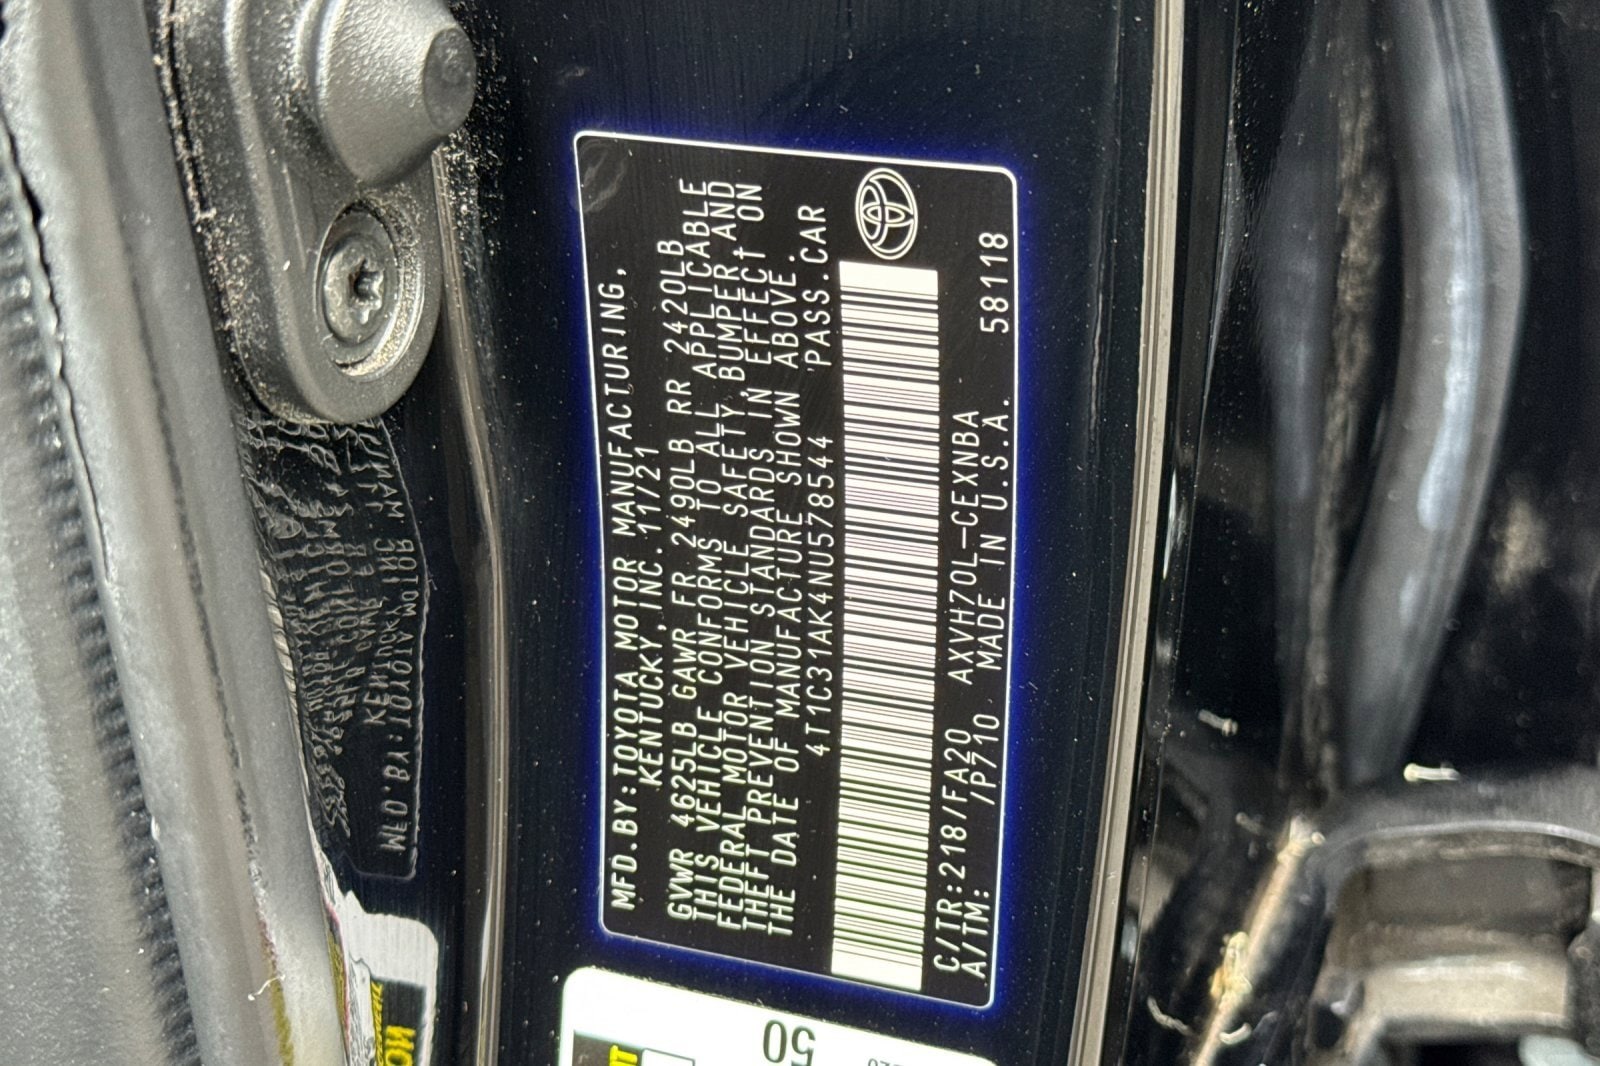 MFD.BY:TOYOTA MOTOR MANUFACTURING,
KENTUCKY,INC. 11/21
GVWR 4625LB GAWR FR 2490LB RR 2420LB
THIS VEHICLE CONFORMS TO ALL APPLICABLE
FEDERAL MOTOR VEHICLE SAFETY, BUMPER AND
THEFT PREVENTION STANDARDS IN EFFECT ON
THE DATE OF MANUFACTURE SHOWN ABOVE.
4T1C31AK4NU578544 PASS.CAR
C/TR:218/FA20 AXVH70L-CEXNBA
A/TM: /P710 MADE IN U.S.A. 58118
50